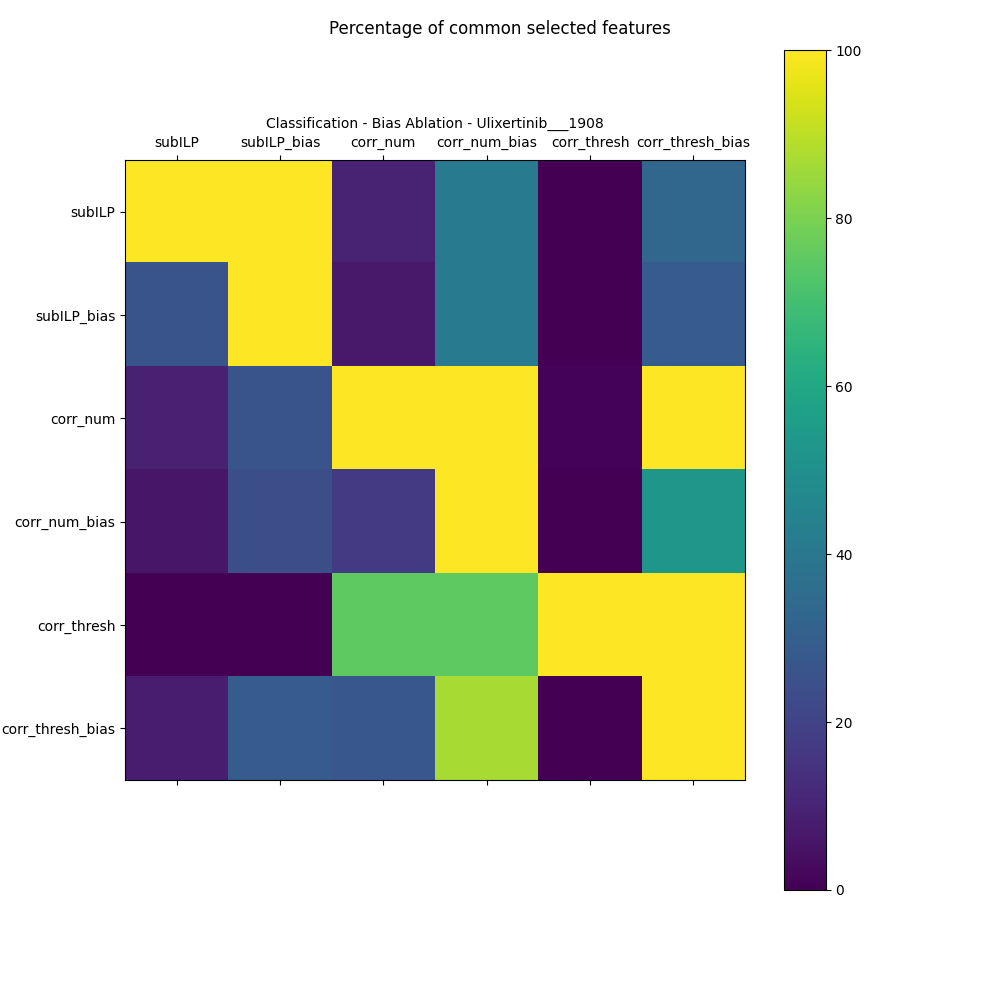 Percentage of common selected features
Classification - Bias Ablation - Ulixertinib___1908
subILP subILP_bias corr_num corr_num_bias corr_thresh corr_thresh_bias
subILP
subILP_bias
corr_num
corr_num_bias
corr_thresh
corr_thresh_bias
100
80
60
40
20
0